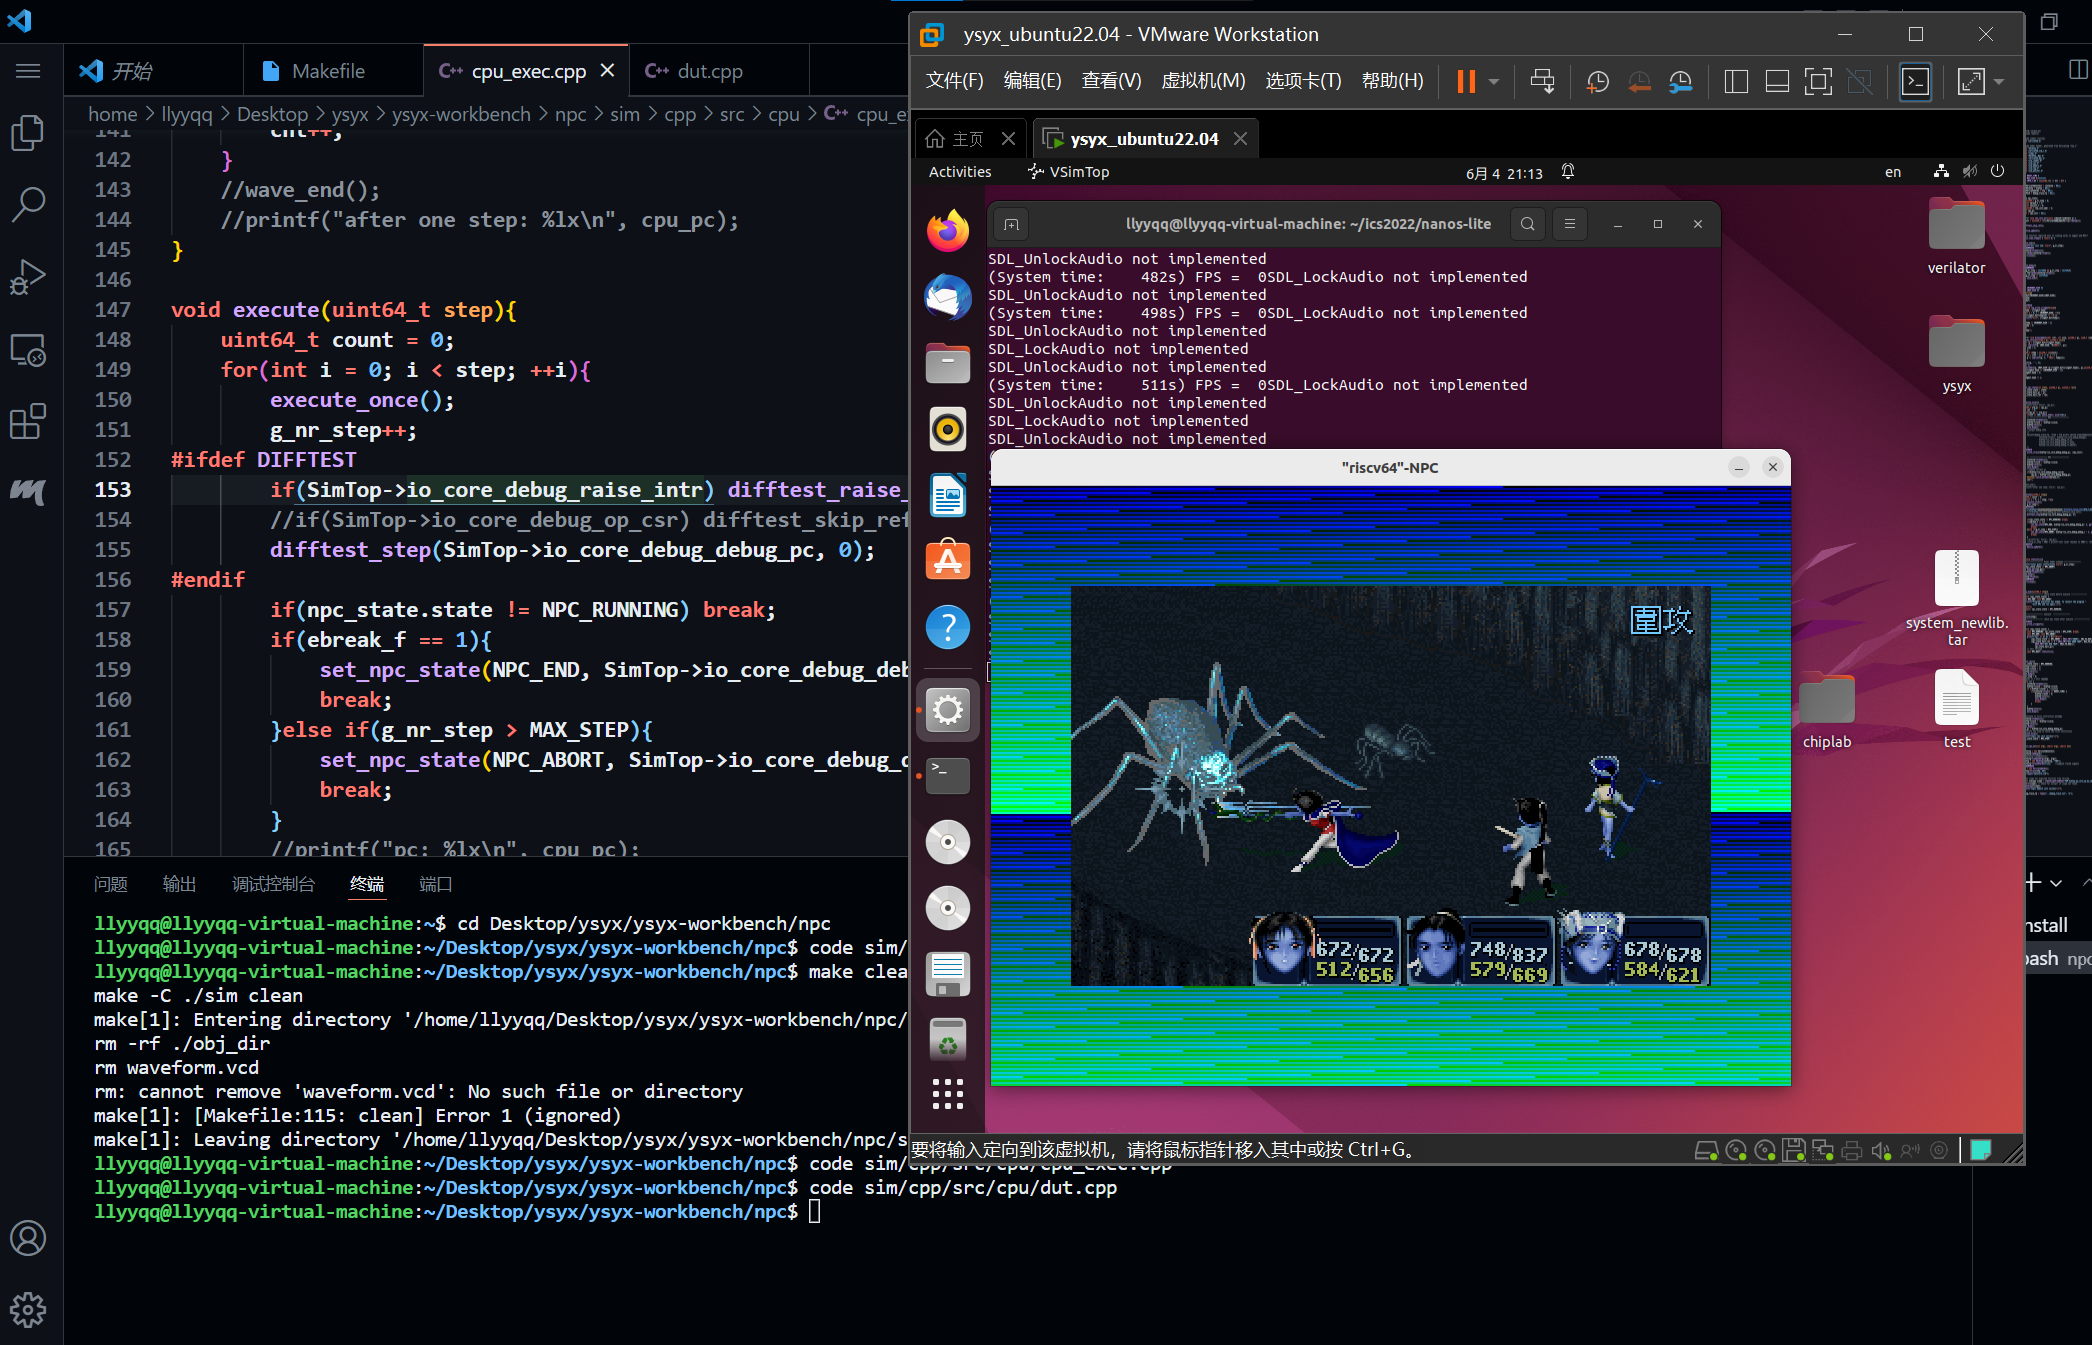 开始
Makefile
cpu_exec.cpp
dut.cpp
home > llyyqq > Desktop > ysyx > ysyx-workbench > npc > sim > cpp > src > cpu >
141 cnt++;
142 }
143 //wave_end();
144 //printf("after one step: %lx\n", cpu_pc);
145 }
146
147 void execute(uint64_t step){
148 uint64_t count = 0;
149 for(int i = 0; i < step; ++i){
150 execute_once();
151 g_nr_step++;
152 #ifdef DIFFTEST
153 if(SimTop->io_core_debug_raise_intr) difftest_raise_
154 //if(SimTop->io_core_debug_op_csr) difftest_skip_ref
155 difftest_step(SimTop->io_core_debug_debug_pc, 0);
156 #endif
157 if(npc_state.state != NPC_RUNNING) break;
158 if(ebreak_f == 1){
159 set_npc_state(NPC_END, SimTop->io_core_debug_deb
160 break;
161 }else if(g_nr_step > MAX_STEP){
162 set_npc_state(NPC_ABORT, SimTop->io_core_debug_d
163 break;
164 }
165 //printf("pc: %lx\n", cpu_pc);
问题
输出
调试控制台
终端
端口
llyyqq@llyyqq-virtual-machine:~$ cd Desktop/ysyx/ysyx-workbench/npc
llyyqq@llyyqq-virtual-machine:~/Desktop/ysyx/ysyx-workbench/npc$ code sim/
llyyqq@llyyqq-virtual-machine:~/Desktop/ysyx/ysyx-workbench/npc$ make clea
make -C ./sim clean
make[1]: Entering directory '/home/llyyqq/Desktop/ysyx/ysyx-workbench/npc/
rm -rf ./obj_dir
rm waveform.vcd
rm: cannot remove 'waveform.vcd': No such file or directory
make[1]: [Makefile:115: clean] Error 1 (ignored)
make[1]: Leaving directory '/home/llyyqq/Desktop/ysyx/ysyx-workbench/npc/s
llyyqq@llyyqq-virtual-machine:~/Desktop/ysyx/ysyx-workbench/npc$ code sim/cpp/src/cpu/cpu_exec.cpp
llyyqq@llyyqq-virtual-machine:~/Desktop/ysyx/ysyx-workbench/npc$ code sim/cpp/src/cpu/dut.cpp
llyyqq@llyyqq-virtual-machine:~/Desktop/ysyx/ysyx-workbench/npc$
ysyx_ubuntu22.04 - VMware Workstation
文件(F) 编辑(E) 查看(V) 虚拟机(M) 选项卡(T) 帮助(H)
主页
ysyx_ubuntu22.04
Activities
VSimTop
6月 4 21:13
en
llyyqq@llyyqq-virtual-machine: ~/ics2022/nanos-lite
SDL_UnlockAudio not implemented
(System time: 482s) FPS = 0SDL_LockAudio not implemented
SDL_UnlockAudio not implemented
(System time: 498s) FPS = 0SDL_LockAudio not implemented
SDL_UnlockAudio not implemented
SDL_LockAudio not implemented
SDL_UnlockAudio not implemented
(System time: 511s) FPS = 0SDL_LockAudio not implemented
SDL_UnlockAudio not implemented
SDL_LockAudio not implemented
SDL_UnlockAudio not implemented
"riscv64"-NPC
圍攻
672/672
512/656
748/837
579/669
678/678
584/621
verilator
ysyx
system_newlib.
tar
chiplab
test
要将输入定向到该虚拟机，请将鼠标指针移入其中或按 Ctrl+G。
nstall
bash npc